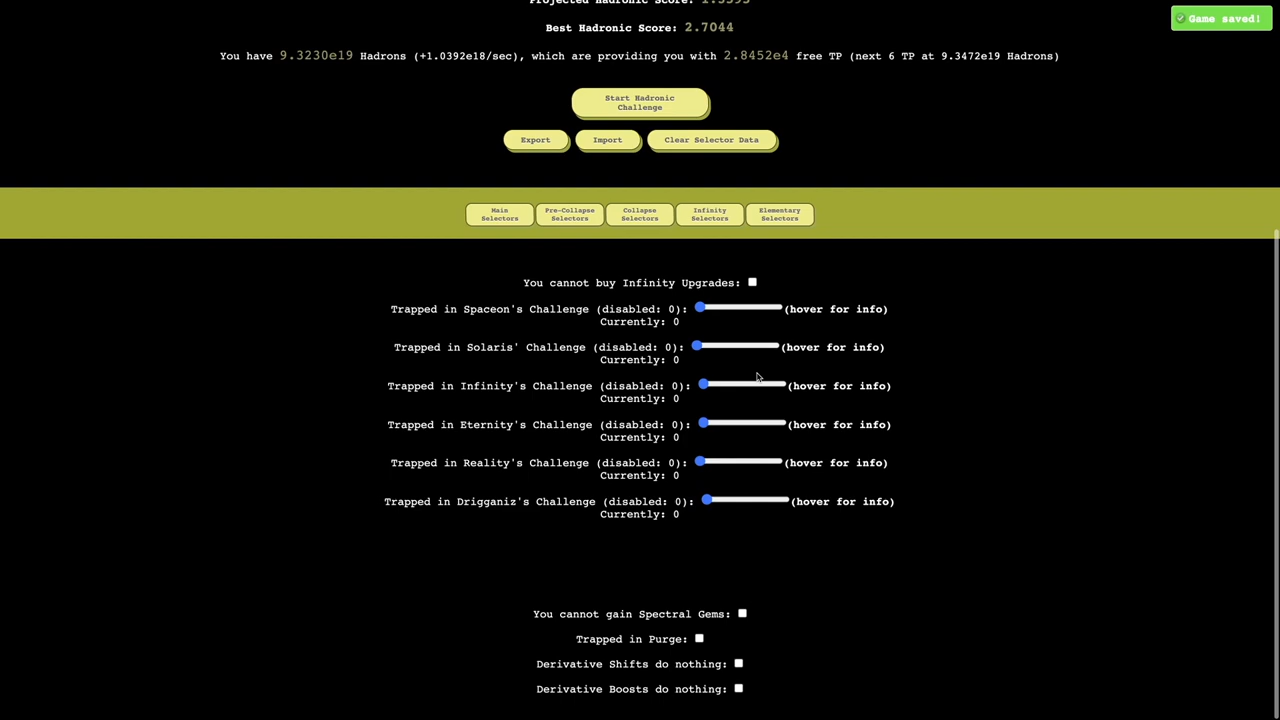 Game saved!
Best Hadronic Score: 2.7044
You have 9.3230e19 Hadrons (+1.0392e18/sec), which are providing you with 2.8452e4 free TP (next 6 TP at 9.3472e19 Hadrons)
Start Hadronic
Challenge
Export Import Clear Selector Data
Main
Selectors
Pre-Collapse
Selectors
Collapse
Selectors
Infinity
Selectors
Elementary
Selectors
You cannot buy Infinity Upgrades:
Trapped in Spaceon's Challenge (disabled: 0): (hover for info)
Currently: 0
Trapped in Solaris' Challenge (disabled: 0): (hover for info)
Currently: 0
Trapped in Infinity's Challenge (disabled: 0): (hover for info)
Currently: 0
Trapped in Eternity's Challenge (disabled: 0): (hover for info)
Currently: 0
Trapped in Reality's Challenge (disabled: 0): (hover for info)
Currently: 0
Trapped in Drigganiz's Challenge (disabled: 0): (hover for info)
Currently: 0
You cannot gain Spectral Gems:
Trapped in Purge:
Derivative Shifts do nothing:
Derivative Boosts do nothing: